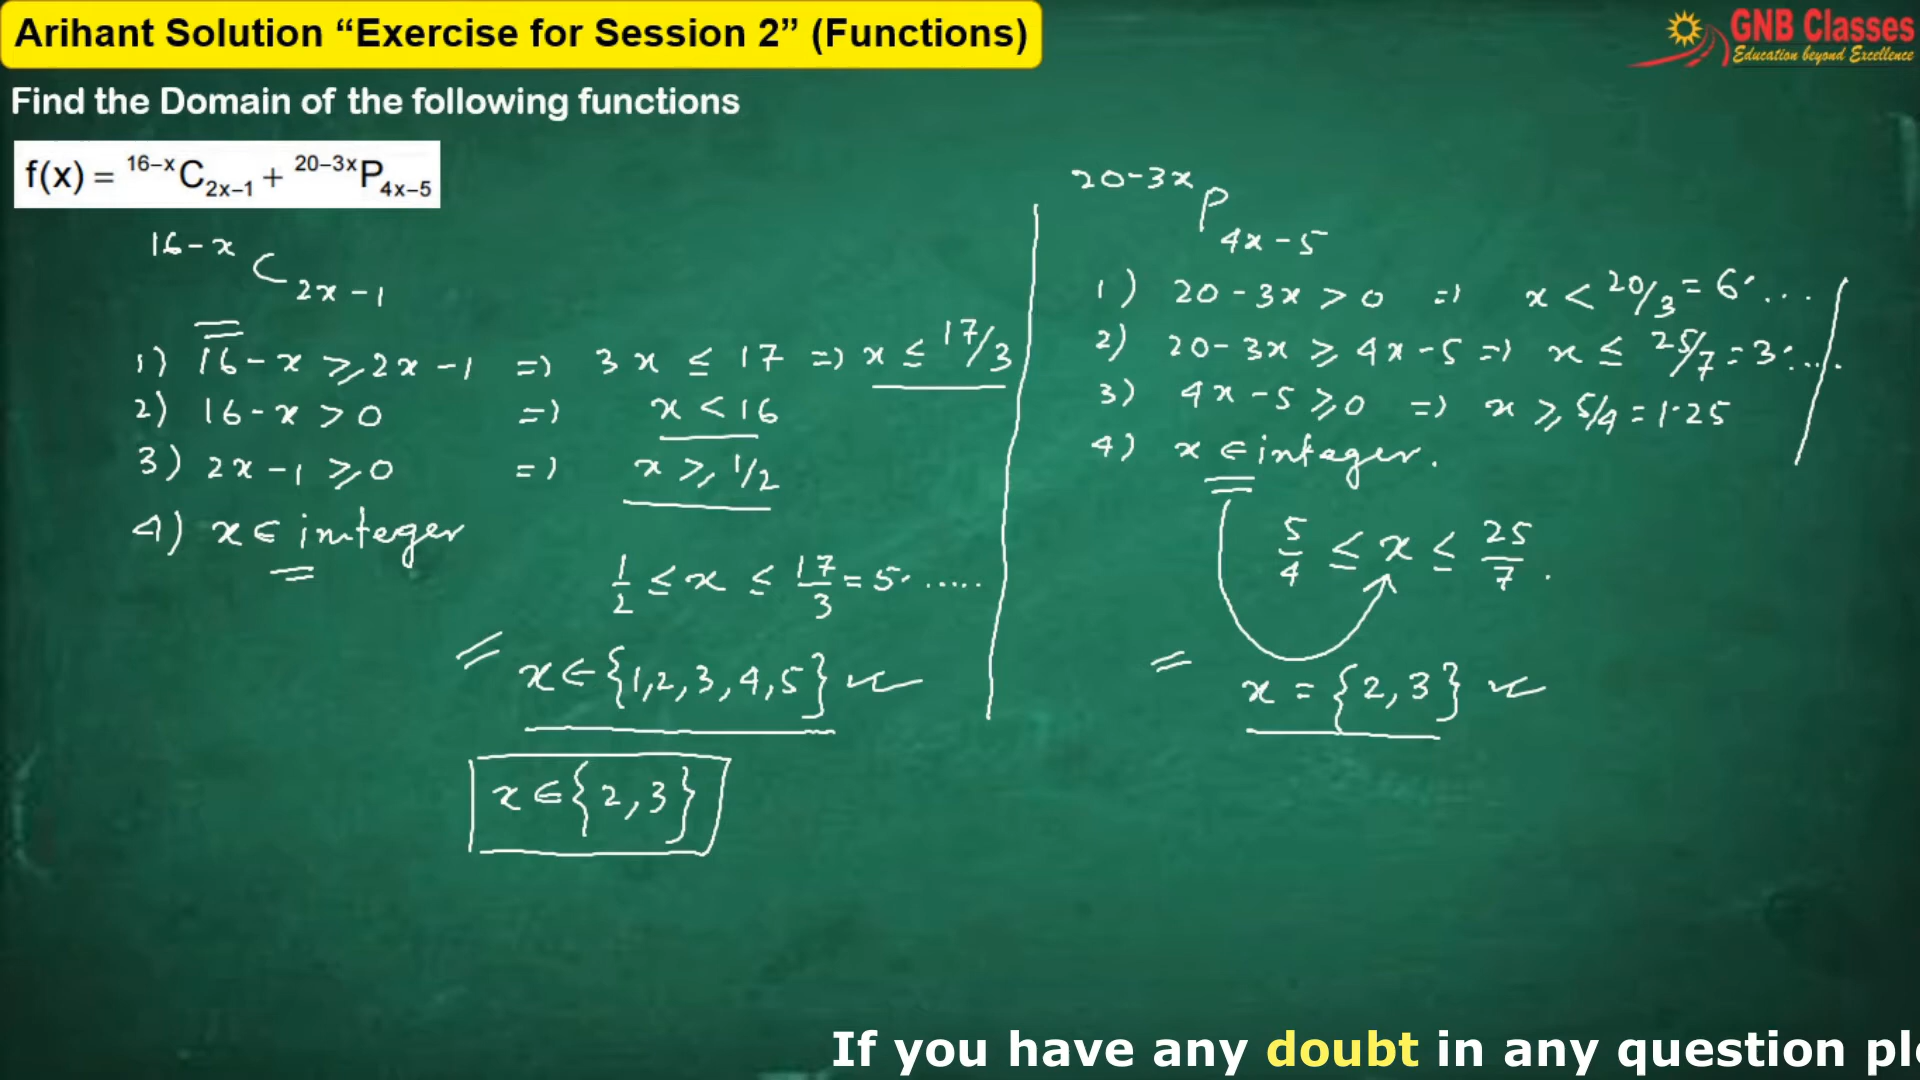 Arihant Solution “Exercise for Session 2” (Functions)
GNB Classes
Education beyond Excellence
Find the Domain of the following functions
f(x) = ¹⁶⁻ˣC₂ₓ₋₁ + ²⁰⁻³ˣP₄ₓ₋₅
16-x C 2x-1
1) 16-x ≥ 2x-1 => 3x ≤ 17 => x ≤ 17/3
2) 16-x > 0 => x < 16
3) 2x-1 ≥ 0 => x ≥ 1/2
4) x ∈ integer
1/2 ≤ x ≤ 17/3 = 5.....
= x ∈ {1,2,3,4,5}
x ∈ {2,3}
20-3x P 4x-5
1) 20-3x > 0 => x < 20/3 = 6....
2) 20-3x ≥ 4x-5 => x ≤ 25/7 = 3.....
3) 4x-5 ≥ 0 => x ≥ 5/4 = 1.25
4) x ∈ integer.
5/4 ≤ x ≤ 25/7.
= x = {2,3}
If you have any doubt in any question ple